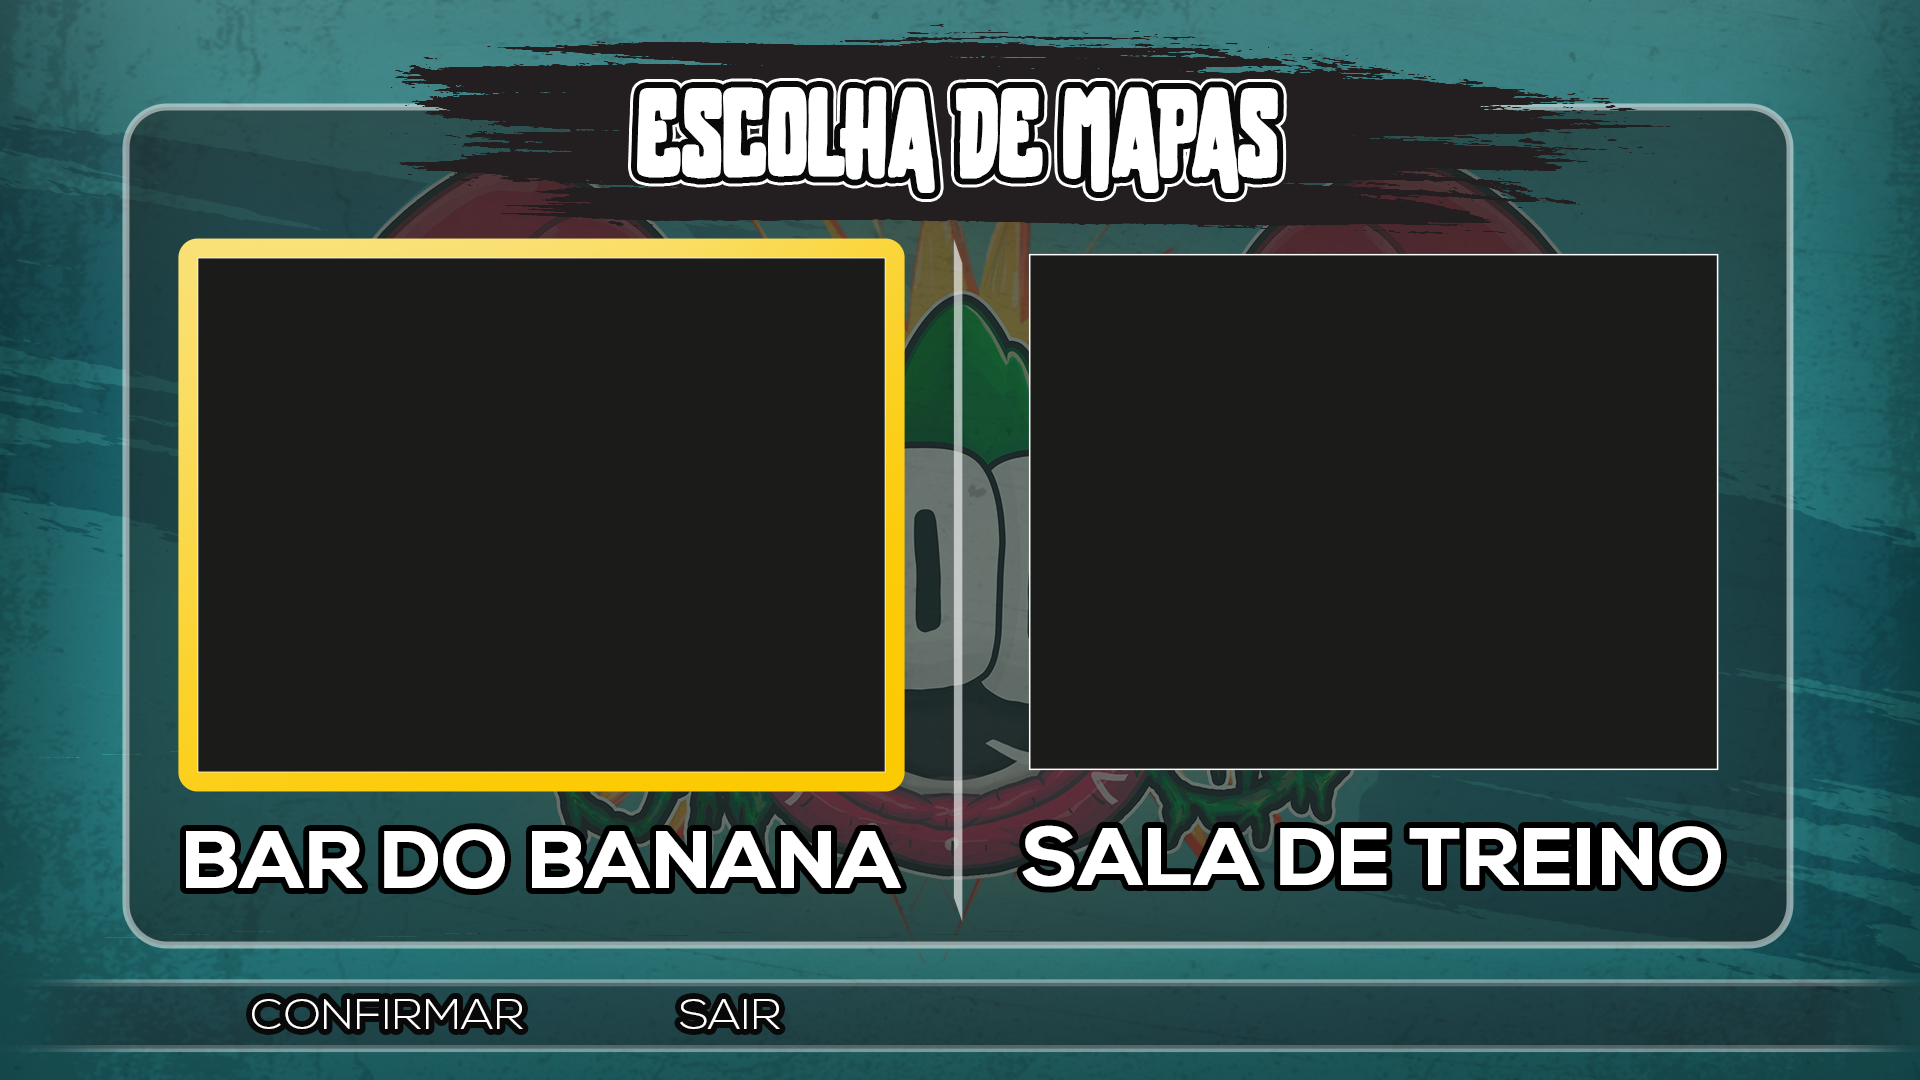 ESCOLHA DE MAPAS
BAR DO BANANA
SALA DE TREINO
CONFIRMAR
SAIR